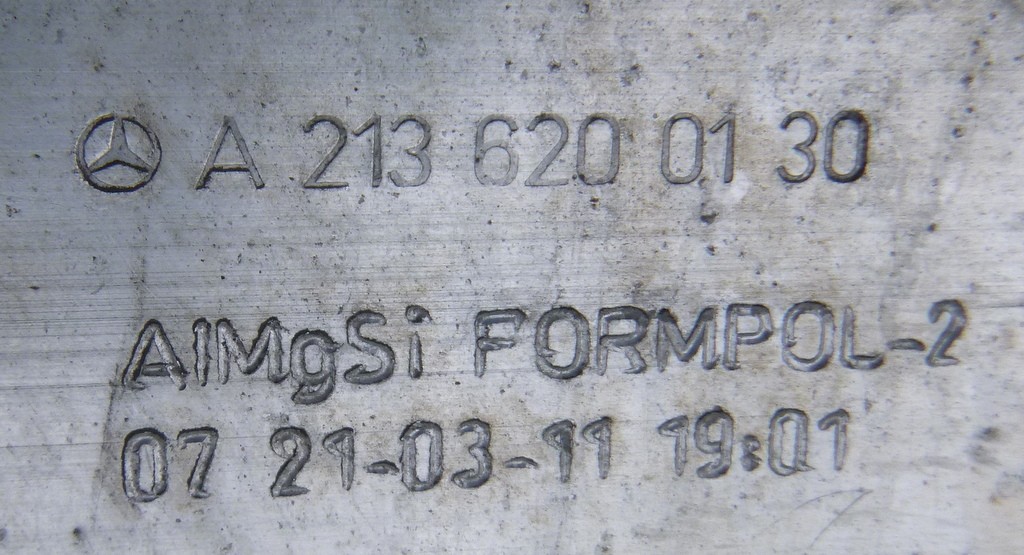 A 213 620 01 30
AlMgSi FORMPOL-2
07 21-03-11 19:01